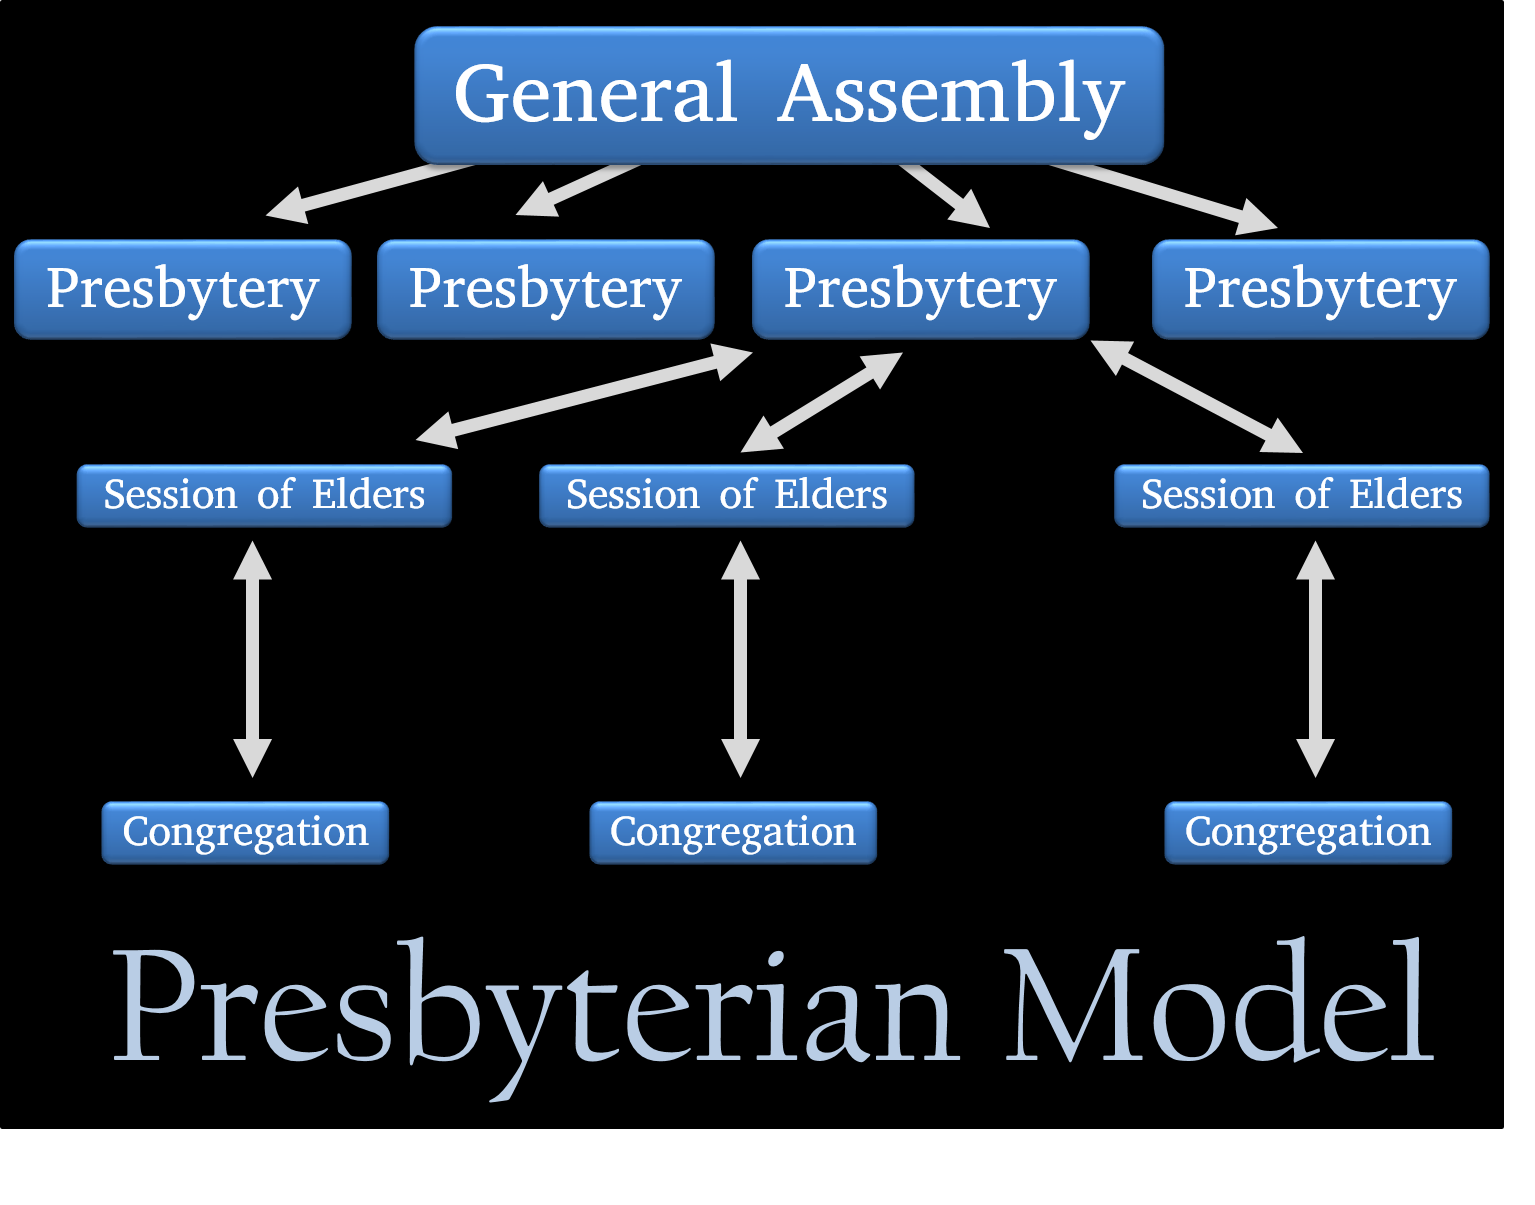 General Assembly
Presbytery
Presbytery
Presbytery
Presbytery
Session of Elders
Session of Elders
Session of Elders
Congregation
Congregation
Congregation
Presbyterian Model